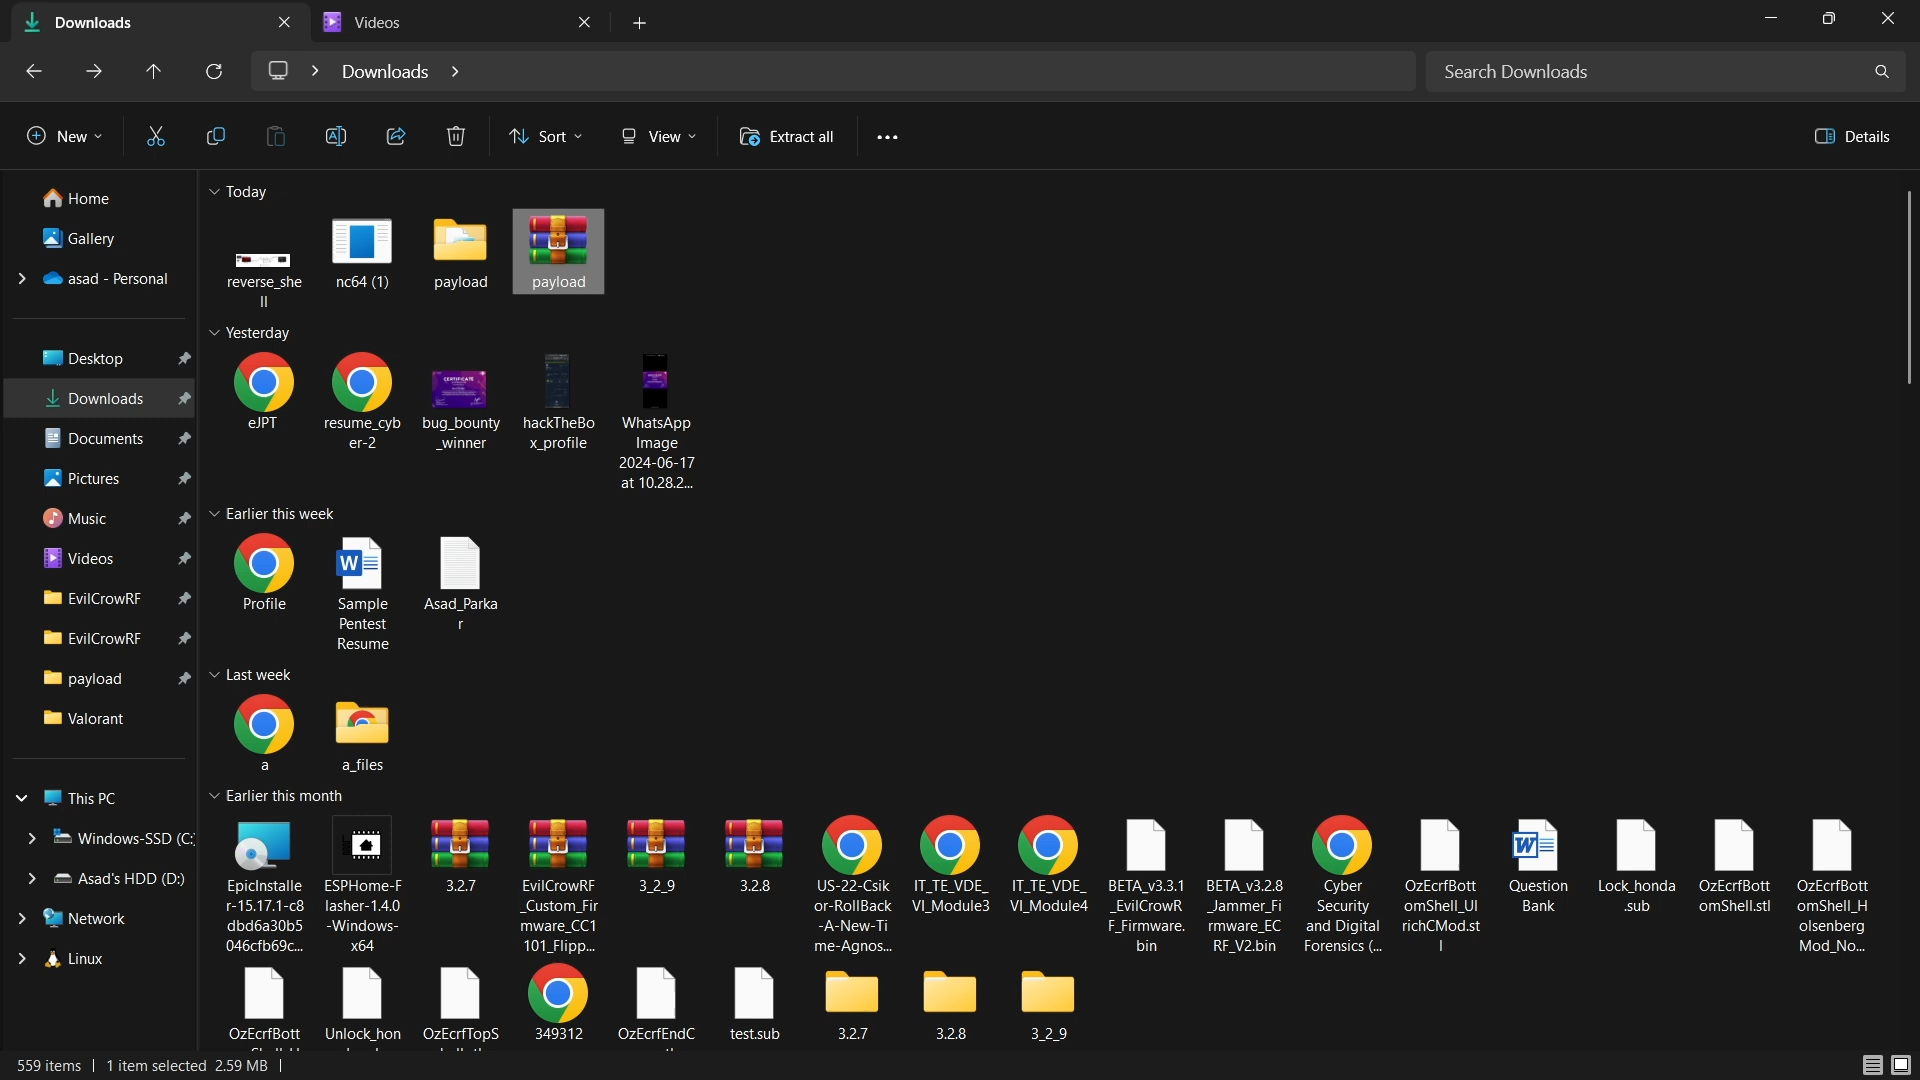 Downloads
Videos
Downloads
Search Downloads
New
Sort
View
Extract all
Details
Home
Gallery
asad - Personal
Desktop
Downloads
Documents
Pictures
Music
Videos
EvilCrowRF
EvilCrowRF
payload
Valorant
This PC
Windows-SSD (C:
Asad's HDD (D:)
Network
Linux
Today
reverse_she
ll
nc64 (1)
payload
payload
Yesterday
eJPT
resume_cyb
er-2
CERTIFICATE
bug_bounty
_winner
hackTheBo
x_profile
WhatsApp
Image
2024-06-17
at 10.28.2...
Earlier this week
Profile
Sample
Pentest
Resume
Asad_Parka
r
Last week
a
a_files
Earlier this month
EpicInstalle
r-15.17.1-c8
dbd6a30b5
046cfb69c...
ESPHome-F
lasher-1.4.0
-Windows-
x64
3.2.7
EvilCrowRF
_Custom_Fir
mware_CC1
101_Flipp...
3_2_9
3.2.8
US-22-Csik
or-RollBack
-A-New-Ti
me-Agnos...
IT_TE_VDE_
VI_Module3
IT_TE_VDE_
VI_Module4
BETA_v3.3.1
_EvilCrowR
F_Firmware.
bin
BETA_v3.2.8
_Jammer_Fi
rmware_EC
RF_V2.bin
Cyber
Security
and Digital
Forensics (...
OzEcrfBott
omShell_Ul
richCMod.st
l
Question
Bank
Lock_honda
.sub
OzEcrfBott
omShell.stl
OzEcrfBott
omShell_H
olsenberg
Mod_No...
OzEcrfBott
Unlock_hon
OzEcrfTopS
349312
OzEcrfEndC
test.sub
3.2.7
3.2.8
3_2_9
559 items
1 item selected 2.59 MB